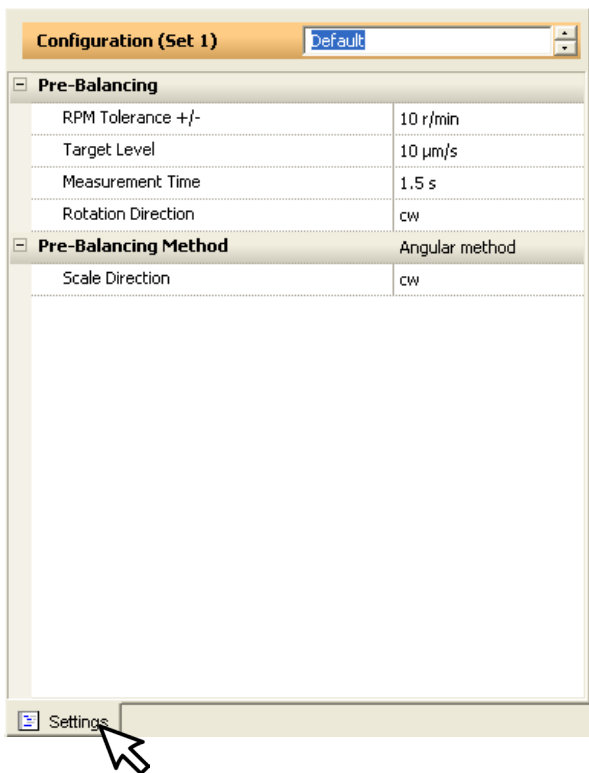 Configuration (Set 1) Default
Pre-Balancing
RPM Tolerance +/- 10 r/min
Target Level 10 µm/s
Measurement Time 1.5 s
Rotation Direction cw
Pre-Balancing Method Angular method
Scale Direction cw
Settings